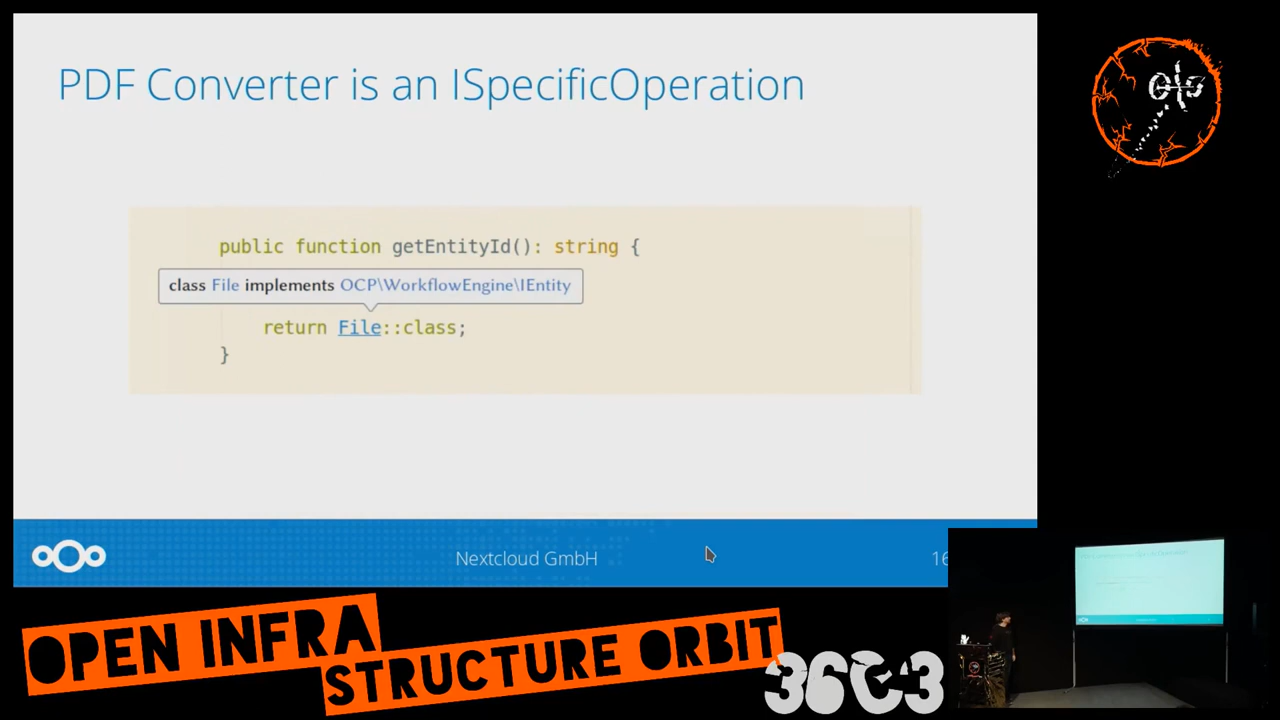 PDF Converter is an ISpecificOperation
public function getEntityId(): string {
class File implements OCP\WorkflowEngine\IEntity
return File::class;
}
Nextcloud GmbH
16
OPEN INFRA
STRUCTURE ORBIT
36C3